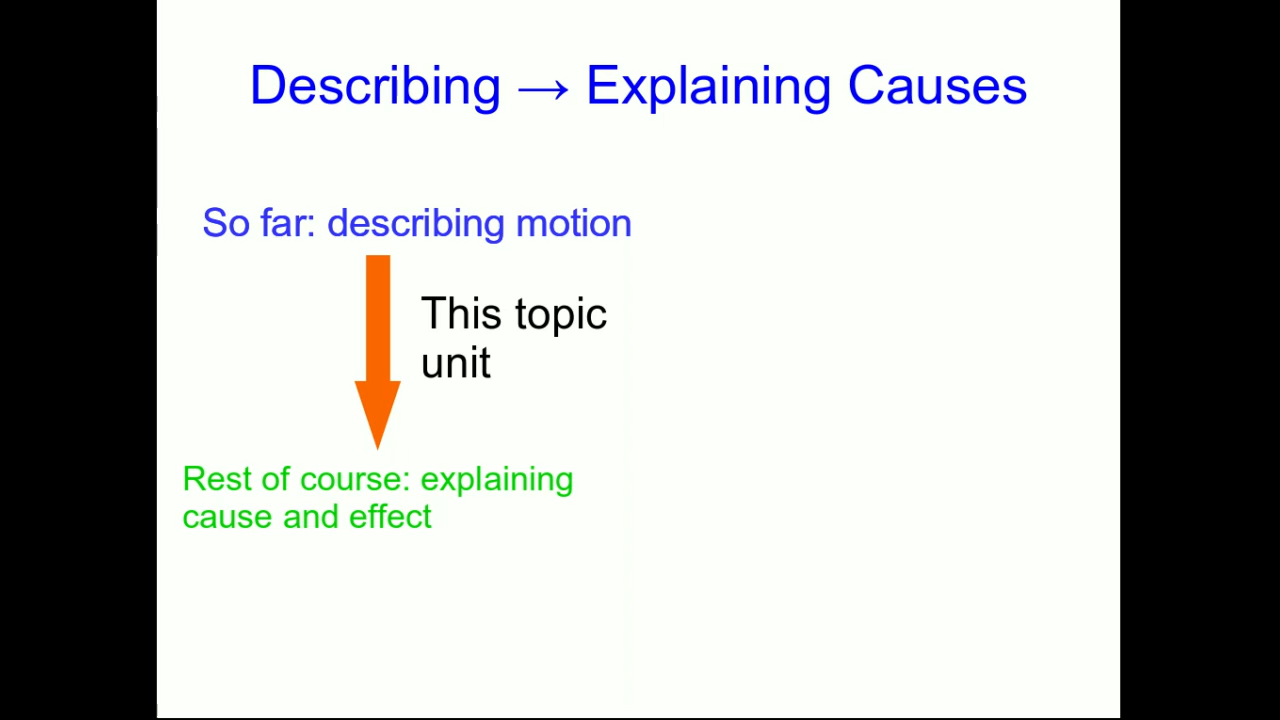 Describing → Explaining Causes
So far: describing motion
This topic
unit
Rest of course: explaining
cause and effect